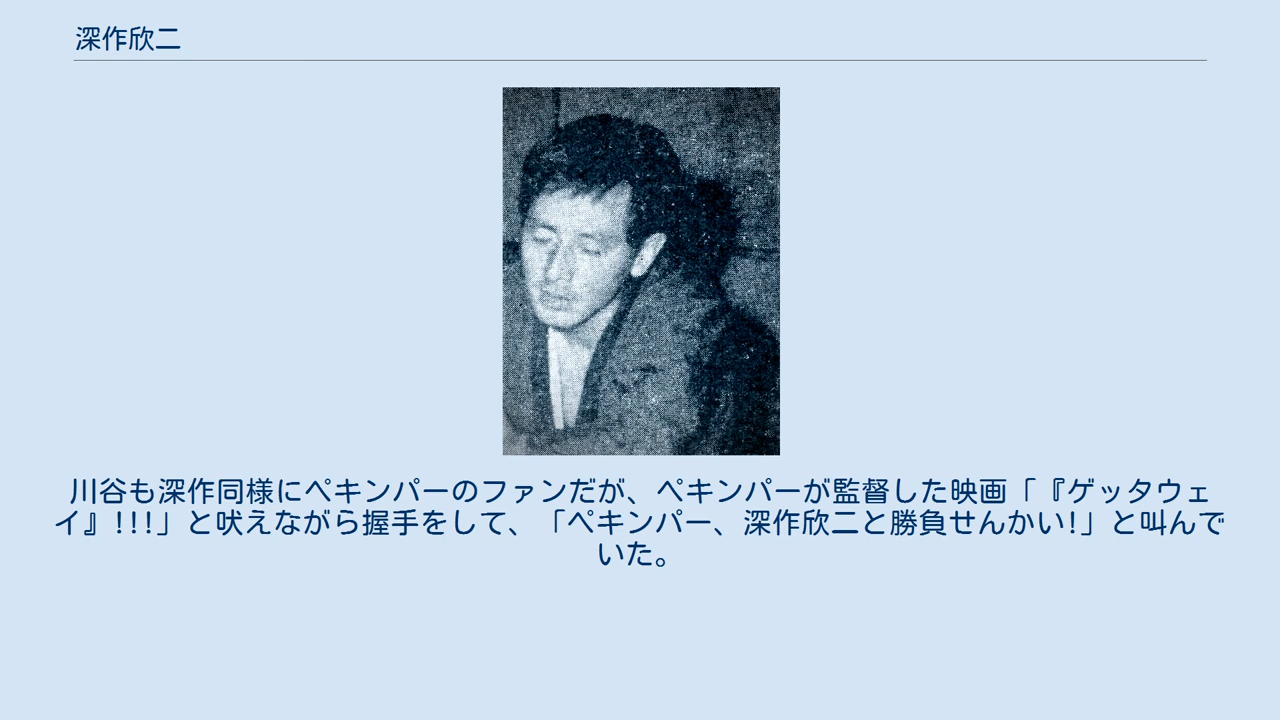 深作欣二
川谷も深作同様にペキンパーのファンだが、ペキンパーが監督した映画「『ゲッタウェ
イ』!!!」と吠えながら握手をして、「ペキンパー、深作欣二と勝負せんかい!」と叫んで
いた。